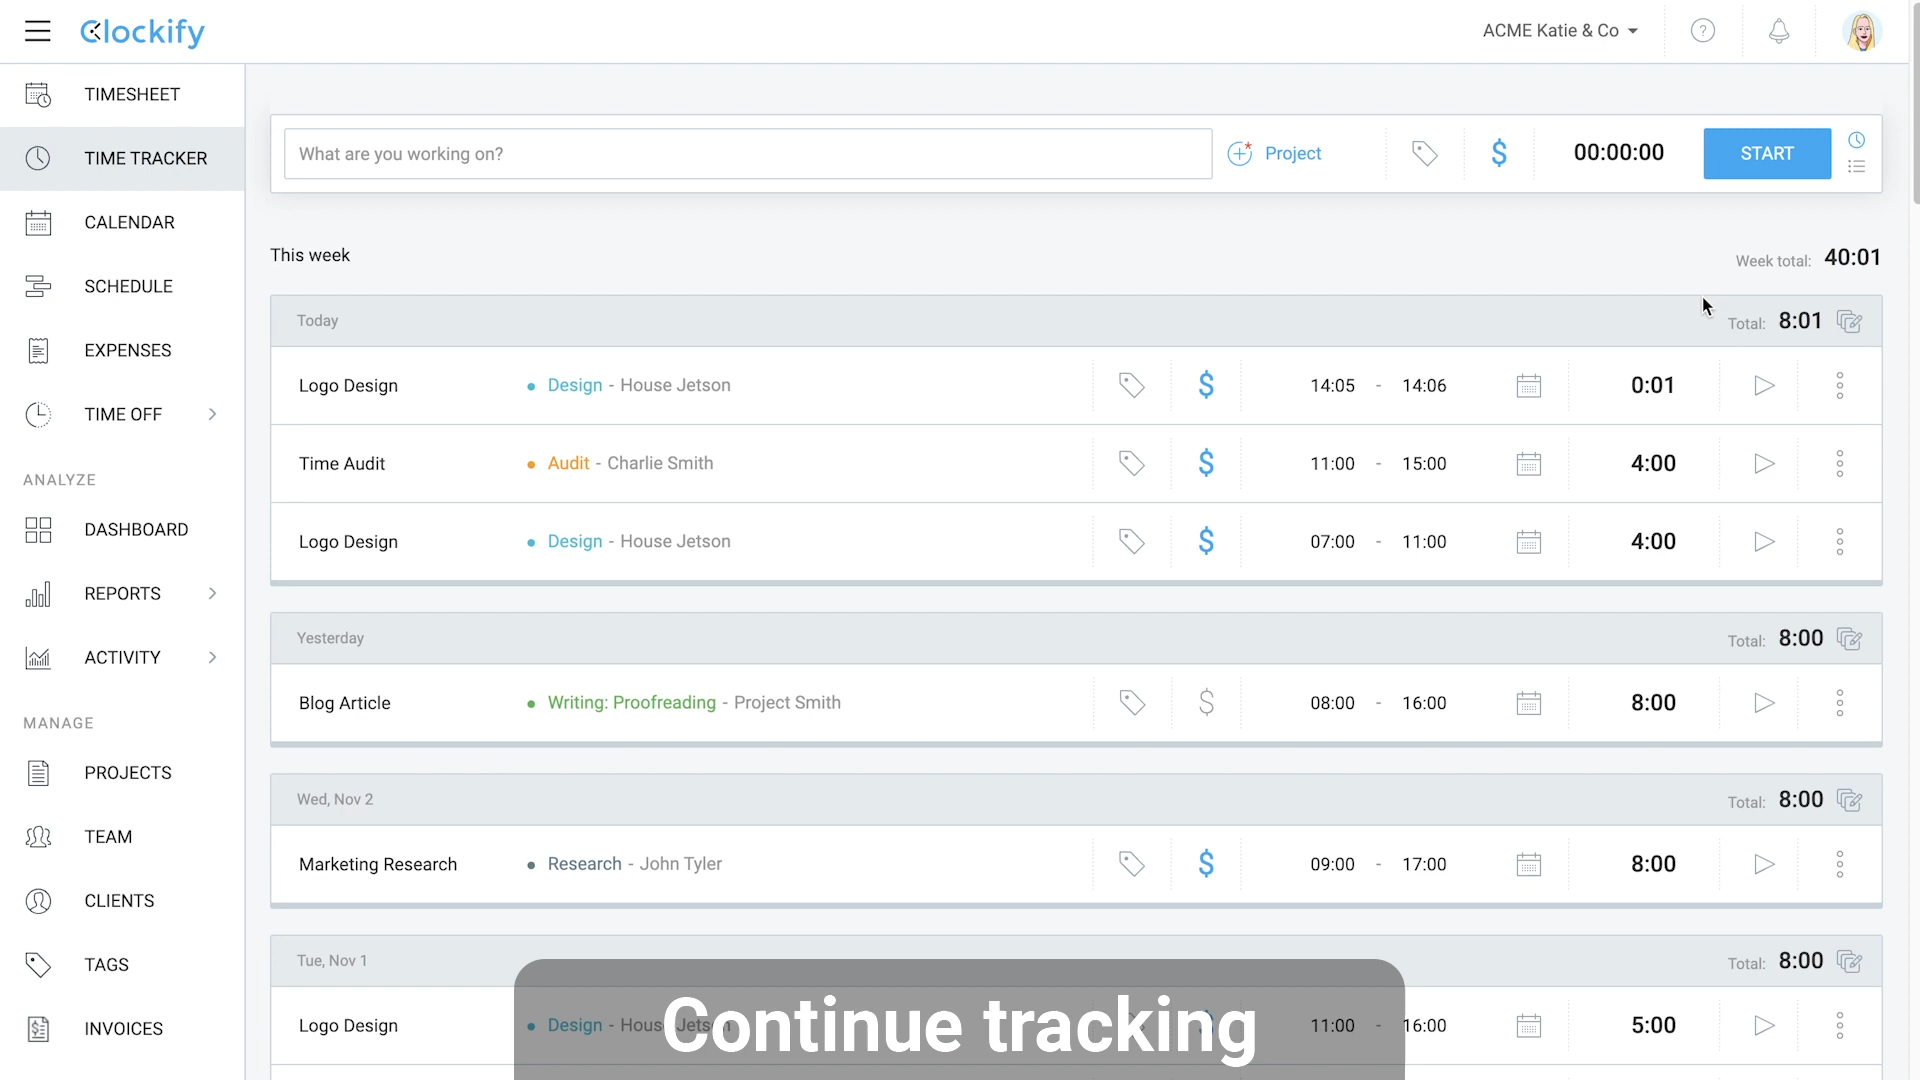 Clockify
ACME Katie & Co
?
TIMESHEET
TIME TRACKER
CALENDAR
SCHEDULE
EXPENSES
TIME OFF
ANALYZE
DASHBOARD
REPORTS
ACTIVITY
MANAGE
PROJECTS
TEAM
CLIENTS
TAGS
INVOICES
What are you working on? Project $ 00:00:00 START
This week Week total: 40:01
Today Total: 8:01
Logo Design Design - House Jetson $ 14:05 - 14:06 0:01
Time Audit Audit - Charlie Smith $ 11:00 - 15:00 4:00
Logo Design Design - House Jetson $ 07:00 - 11:00 4:00
Yesterday Total: 8:00
Blog Article Writing: Proofreading - Project Smith $ 08:00 - 16:00 8:00
Wed, Nov 2 Total: 8:00
Marketing Research Research - John Tyler $ 09:00 - 17:00 8:00
Tue, Nov 1 Total: 8:00
Logo Design Design - House Jetson $ 11:00 - 16:00 5:00
Continue tracking